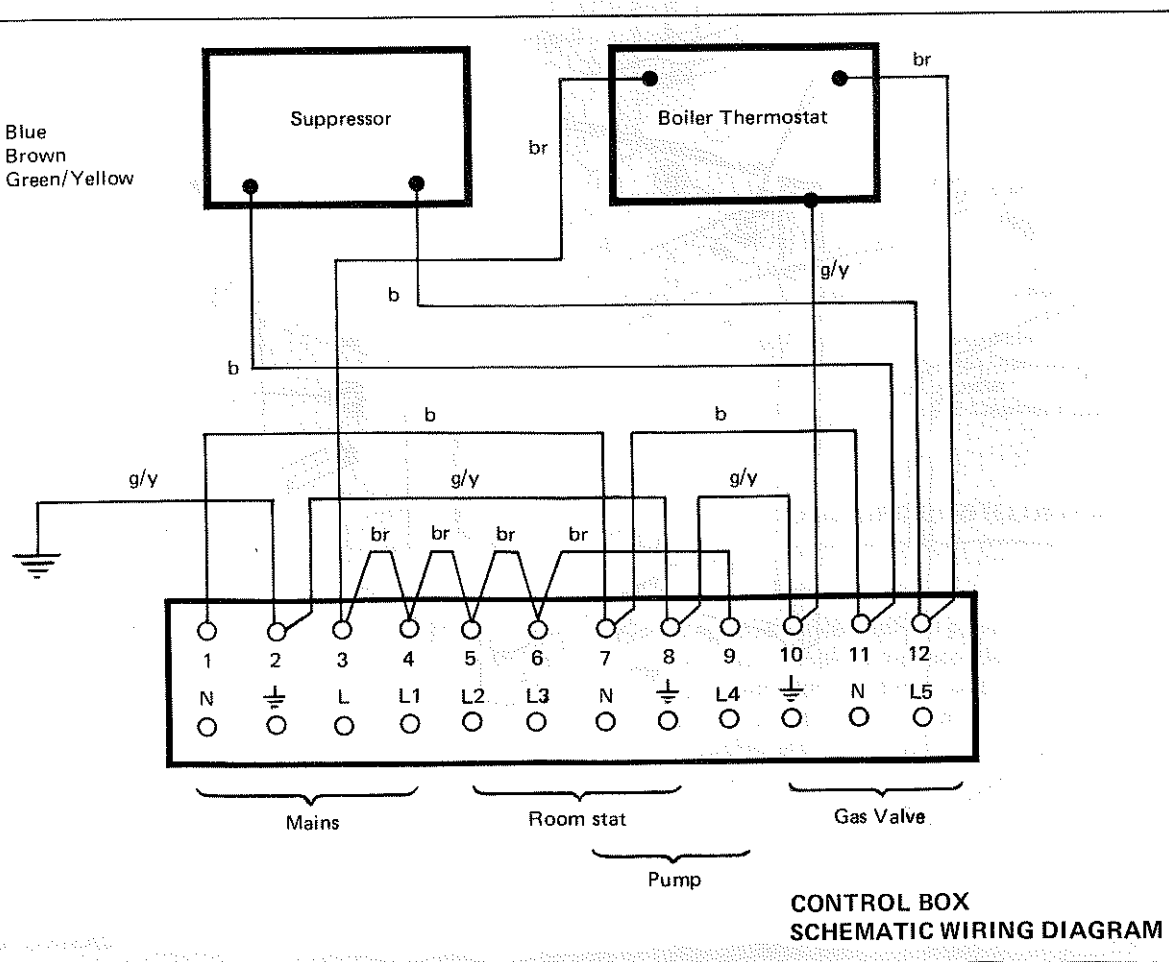 Blue
Brown
Green/Yellow
Suppressor
Boiler Thermostat
br
br
g/y
b
b
b
b
g/y
g/y
g/y
br
br
br
br
1 2 3 4 5 6 7 8 9 10 11 12
N L L1 L2 L3 N L4 N L5
Mains
Room stat
Gas Valve
Pump
CONTROL BOX
SCHEMATIC WIRING DIAGRAM